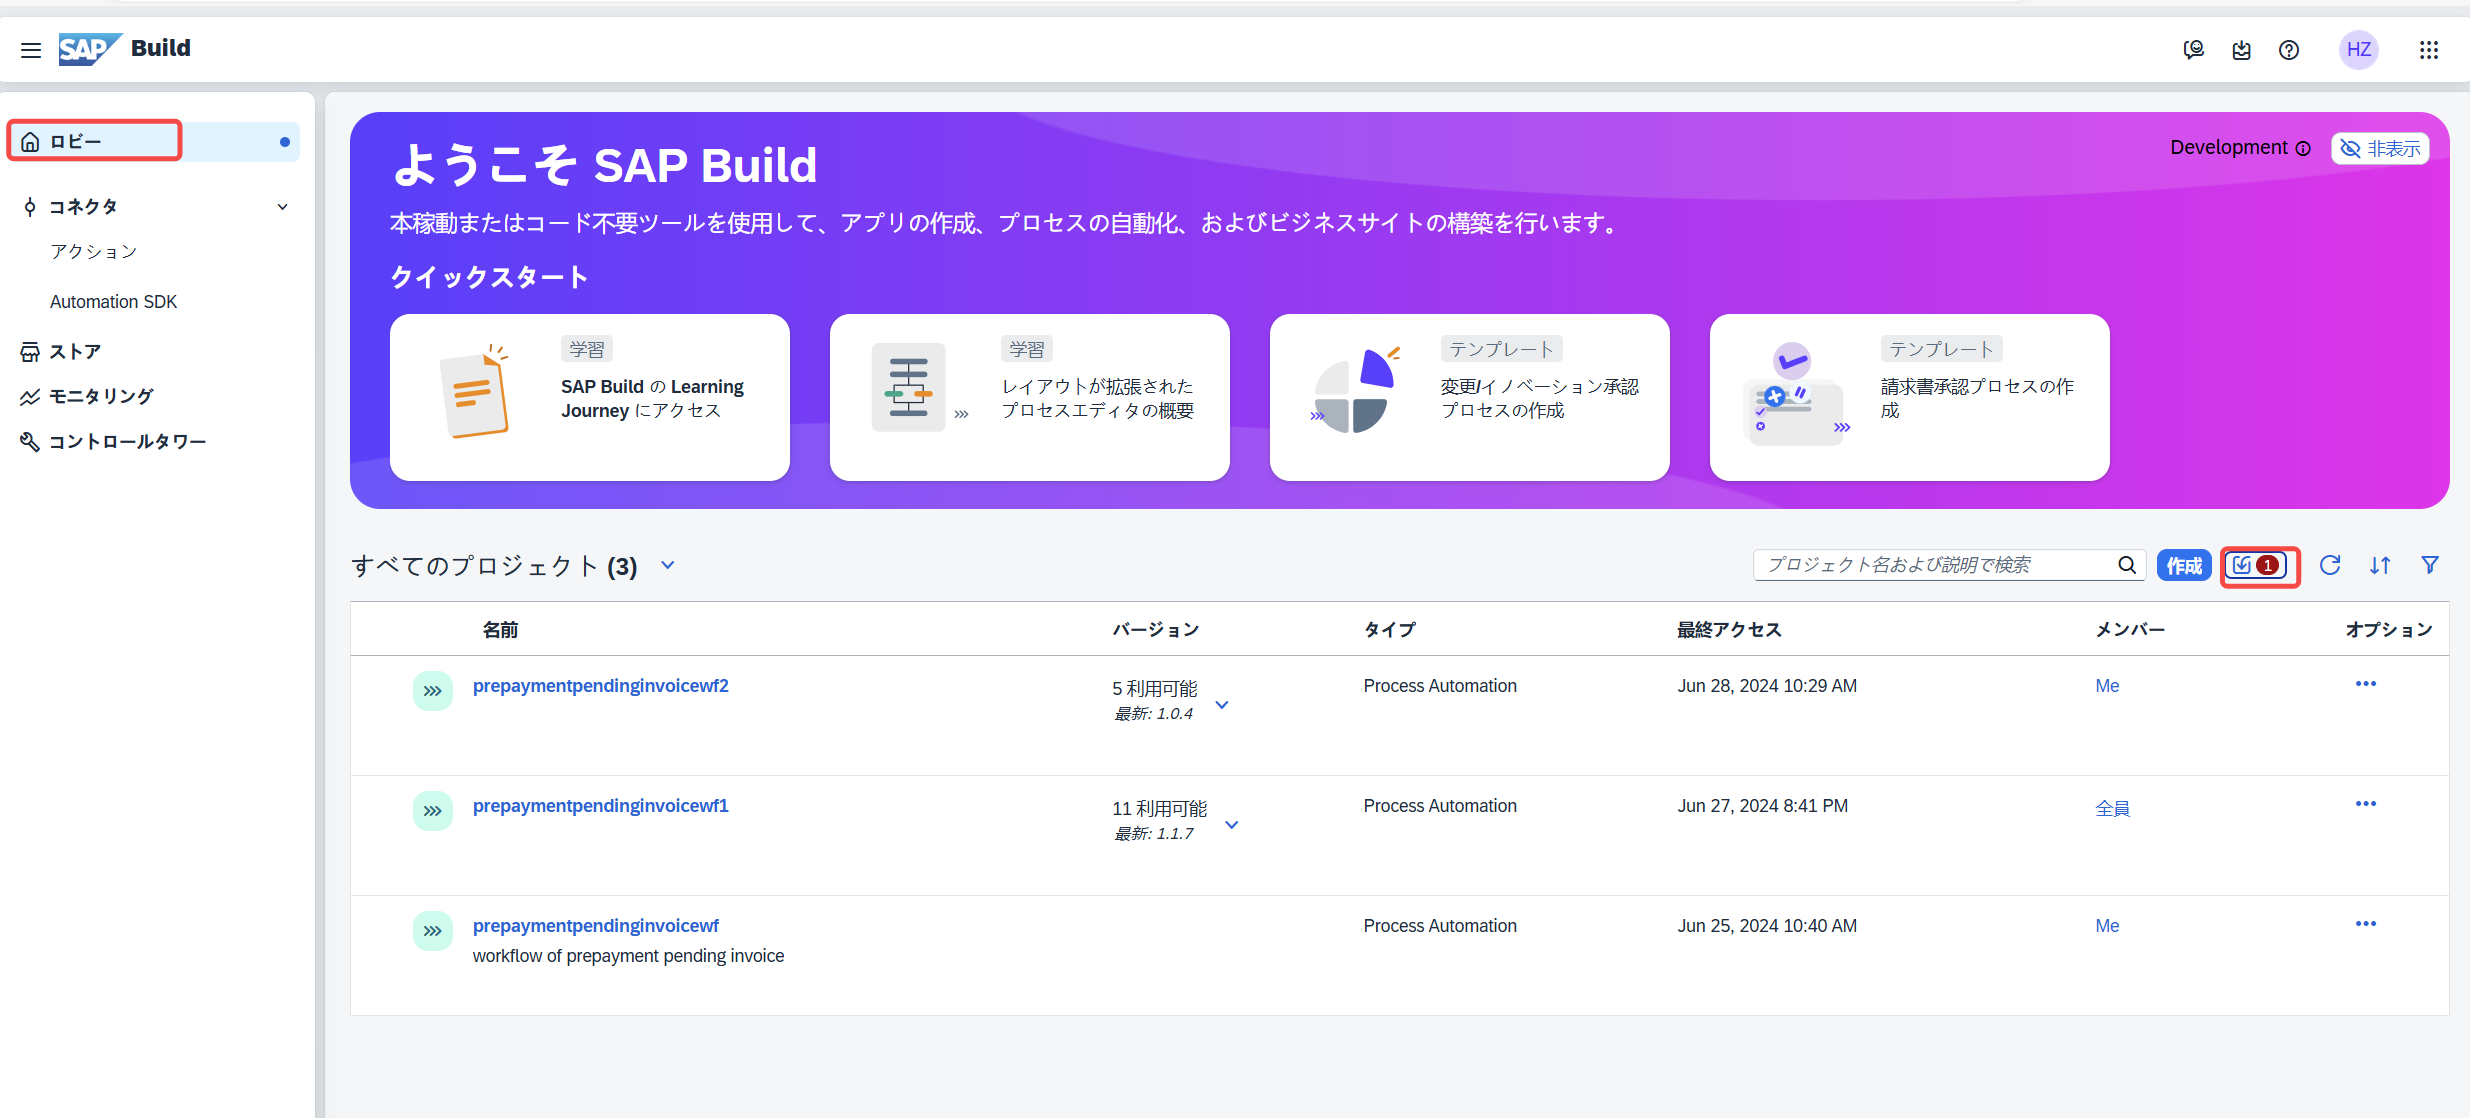 SAP Build
HZ
ロビー
コネクタ
アクション
Automation SDK
ストア
モニタリング
コントロールタワー
ようこそ SAP Build
Development
非表示
本稼動またはコード不要ツールを使用して、アプリの作成、プロセスの自動化、およびビジネスサイトの構築を行います。
クイックスタート
学習
SAP Build の Learning
Journey にアクセス
学習
レイアウトが拡張された
プロセスエディタの概要
テンプレート
変更/イノベーション承認
プロセスの作成
テンプレート
請求書承認プロセスの作
成
すべてのプロジェクト (3)
プロジェクト名および説明で検索
作成
1
名前 バージョン タイプ 最終アクセス メンバー オプション
prepaymentpendinginvoicewf2 5 利用可能 Process Automation Jun 28, 2024 10:29 AM Me
最新: 1.0.4
prepaymentpendinginvoicewf1 11 利用可能 Process Automation Jun 27, 2024 8:41 PM 全員
最新: 1.1.7
prepaymentpendinginvoicewf Process Automation Jun 25, 2024 10:40 AM Me
workflow of prepayment pending invoice